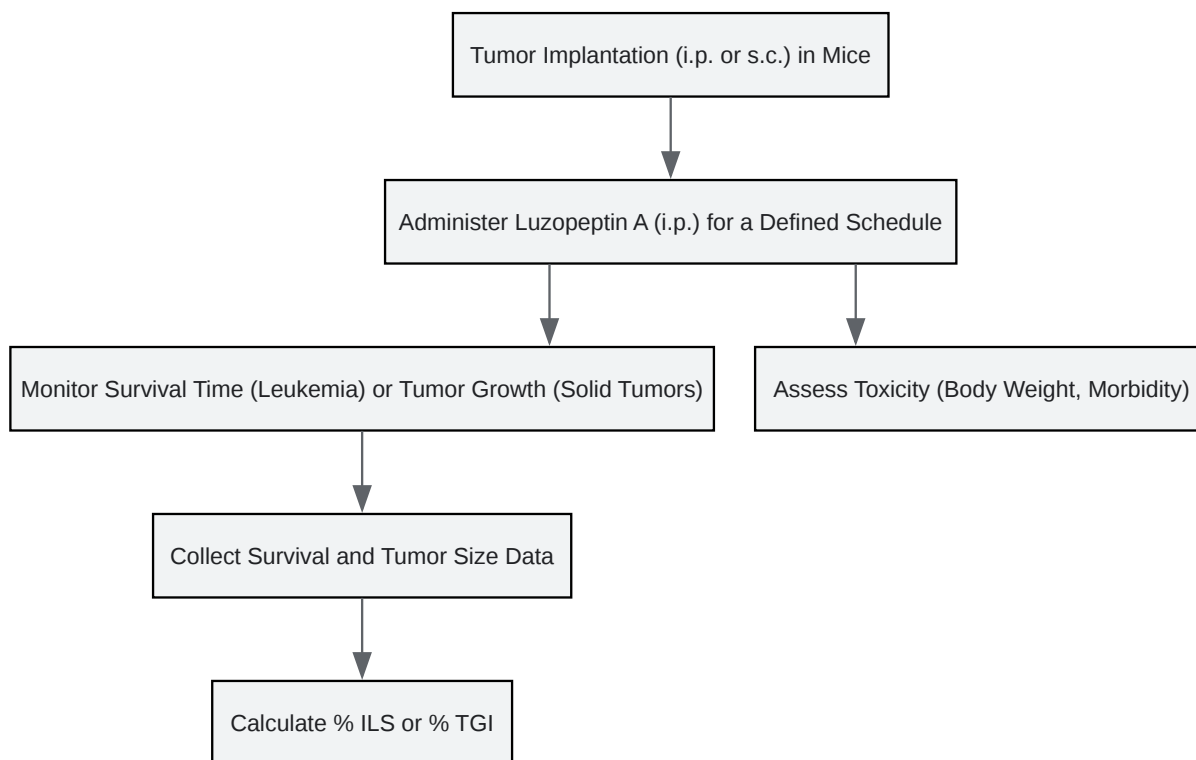 Tumor Implantation (i.p. or s.c.) in Mice
Administer Luzopeptin A (i.p.) for a Defined Schedule
Monitor Survival Time (Leukemia) or Tumor Growth (Solid Tumors)
Assess Toxicity (Body Weight, Morbidity)
Collect Survival and Tumor Size Data
Calculate % ILS or % TGI